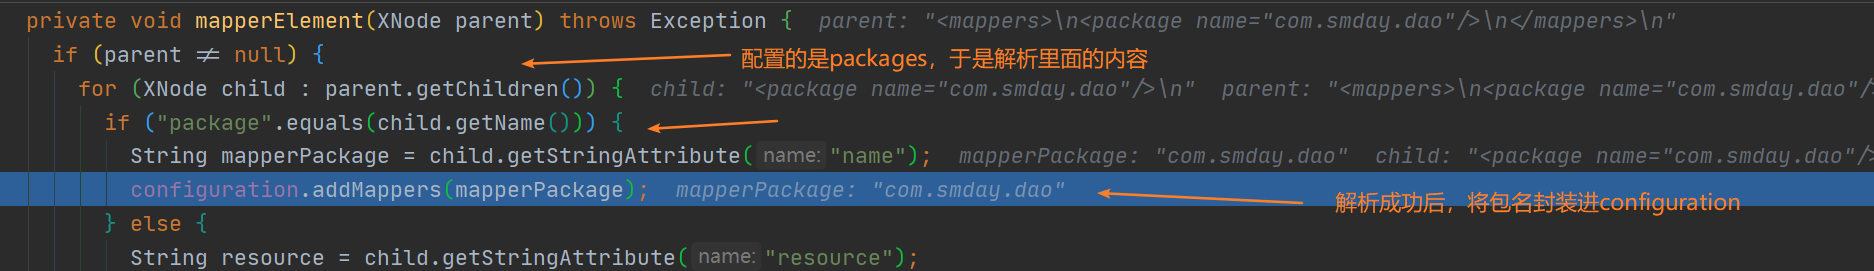 private void mapperElement(XNode parent) throws Exception { parent: "<mappers>\n<package name="com.smday.dao"/>\n</mappers>\n"
if (parent ≠ null) { 配置的是packages，于是解析里面的内容
for (XNode child : parent.getChildren()) { child: "<package name="com.smday.dao"/>\n" parent: "<mappers>\n<package name="com.smday.dao"/>
if ("package".equals(child.getName())) {
String mapperPackage = child.getStringAttribute( name: "name"); mapperPackage: "com.smday.dao" child: "<package name="com.smday.dao"/>
configuration.addMappers(mapperPackage); mapperPackage: "com.smday.dao" 解析成功后，将包名封装进configuration
} else {
String resource = child.getStringAttribute( name: "resource");